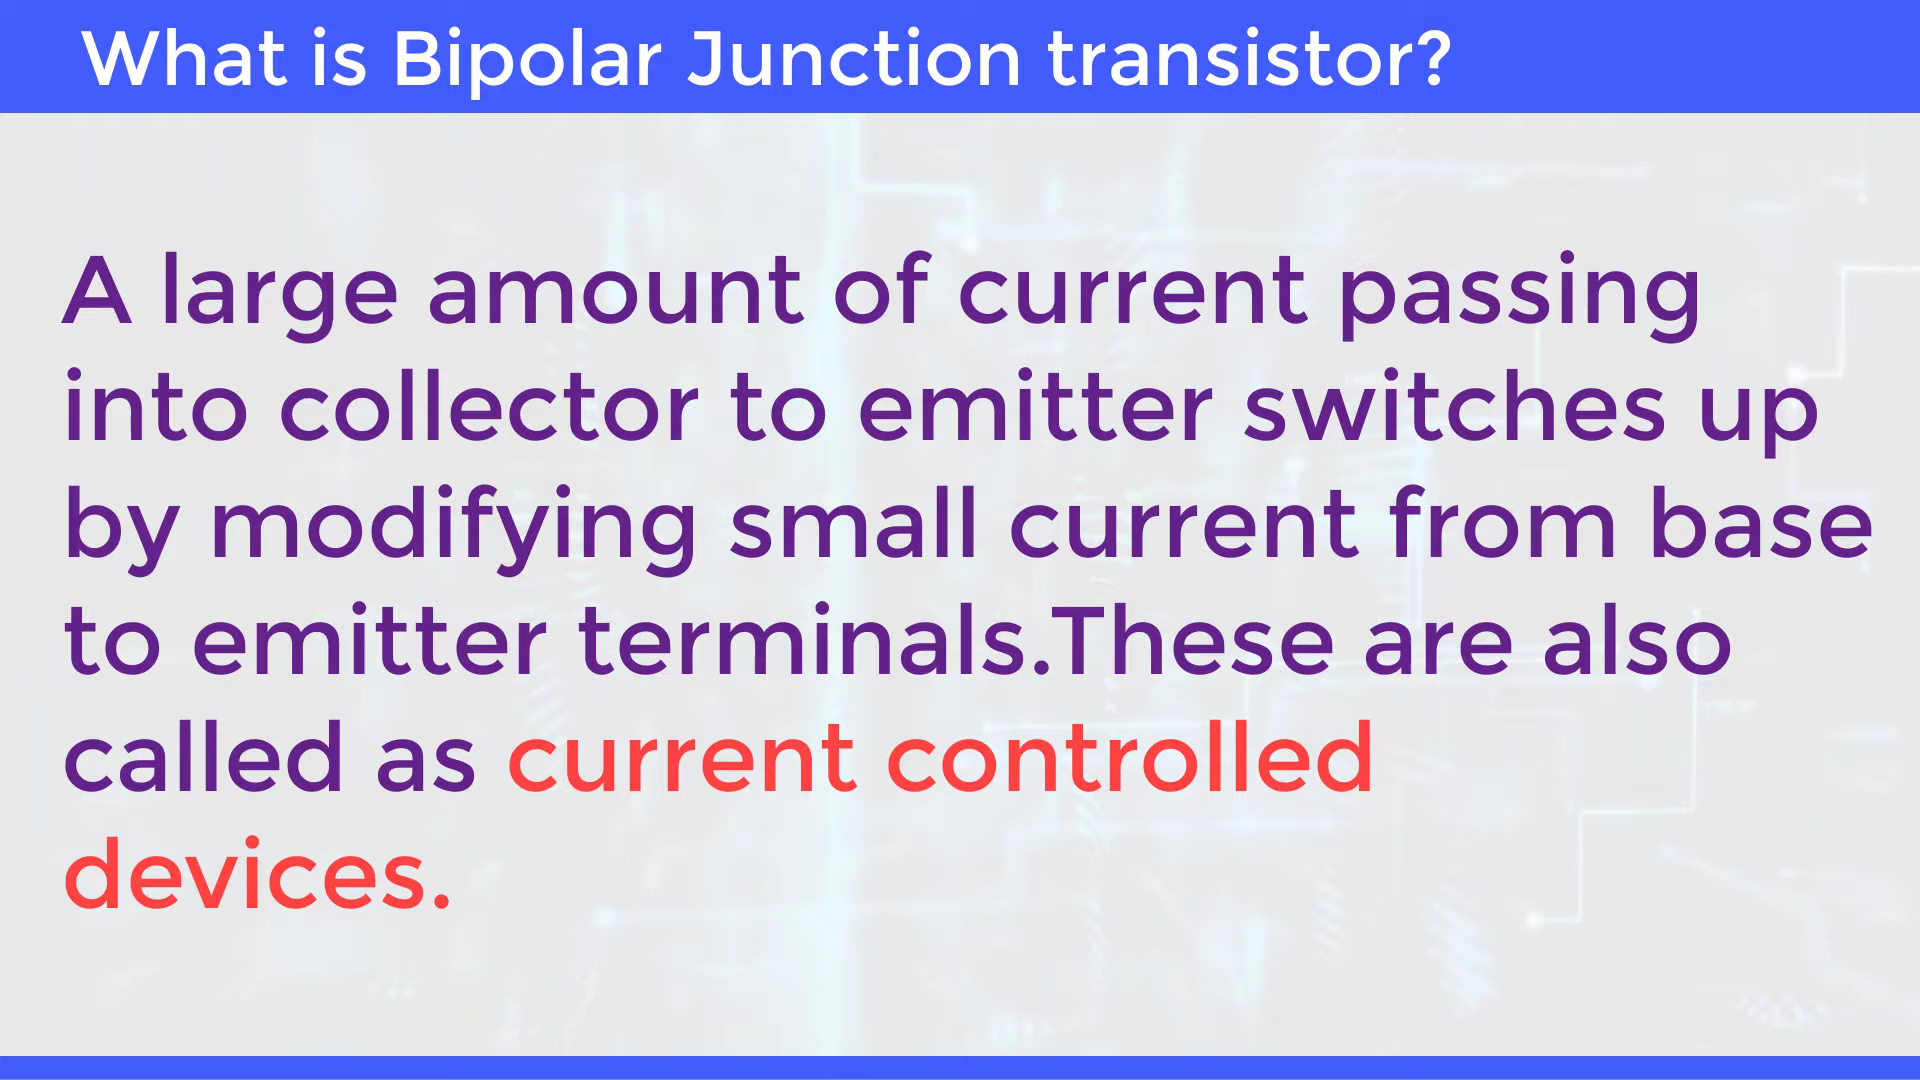 What is Bipolar Junction transistor?
A large amount of current passing
into collector to emitter switches up
by modifying small current from base
to emitter terminals.These are also
called as current controlled
devices.